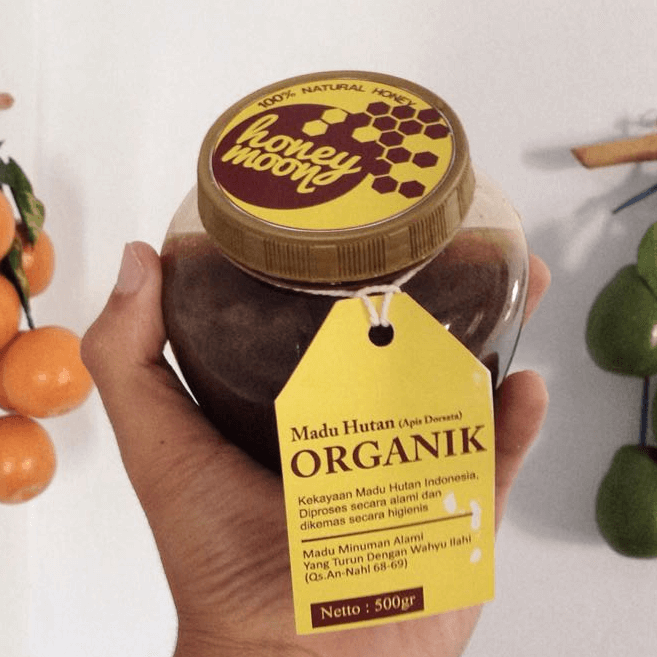 100% NATURAL HONEY
honey
moon
Madu Hutan (Apis Dorsata)
ORGANIK
Kekayaan Madu Hutan Indonesia,
Diproses secara alami dan
dikemas secara higienis
Madu Minuman Alami
Yang Turun Dengan Wahyu Ilahi
(Qs.An-Nahl 68-69)
Netto : 500gr